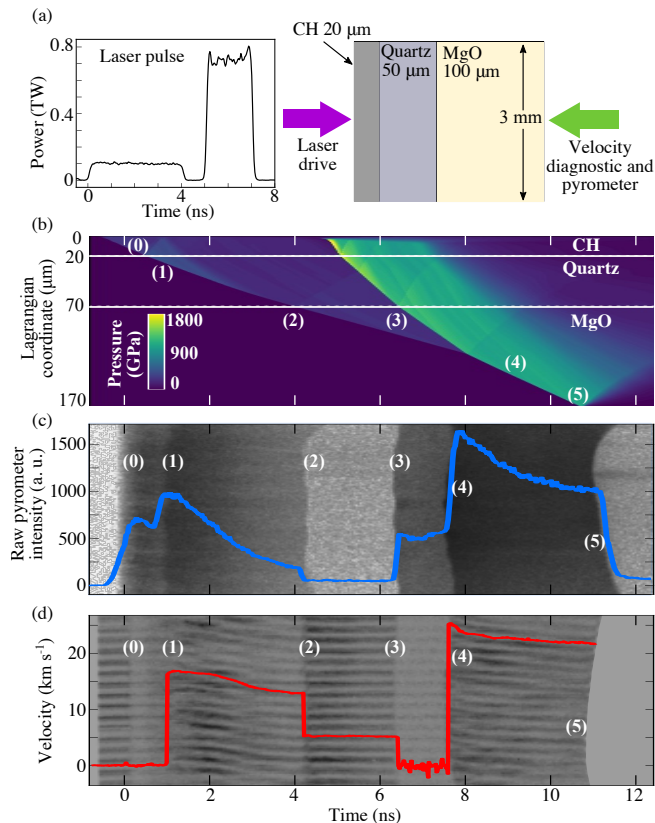 (a)
Laser pulse
Power (TW)
0.8
0.4
0
0
4
8
Time (ns)
CH 20 μm
Quartz
50 μm
MgO
100 μm
3 mm
Laser
drive
Velocity
diagnostic and
pyrometer
(b)
Lagrangian
coordinate (μm)
0
20
70
170
(0)
(1)
(2)
(3)
(4)
(5)
CH
Quartz
MgO
Pressure
(GPa)
1800
900
0
(c)
Raw pyrometer
intensity (a. u.)
1500
1000
500
0
(0)
(1)
(2)
(3)
(4)
(5)
(d)
Velocity (km s⁻¹)
20
10
0
(0)
(1)
(2)
(3)
(4)
(5)
0
2
4
6
8
10
12
Time (ns)